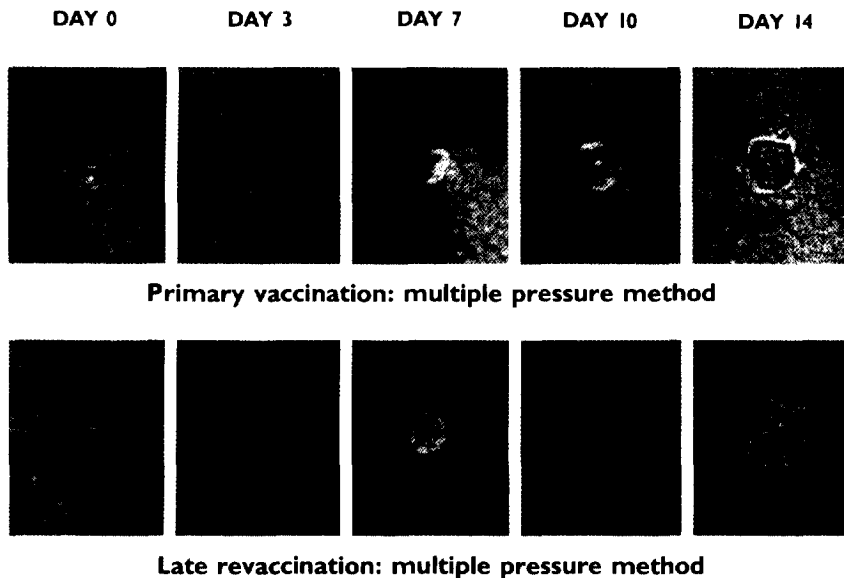 DAY 0 DAY 3 DAY 7 DAY 10 DAY 14
Primary vaccination: multiple pressure method
Late revaccination: multiple pressure method